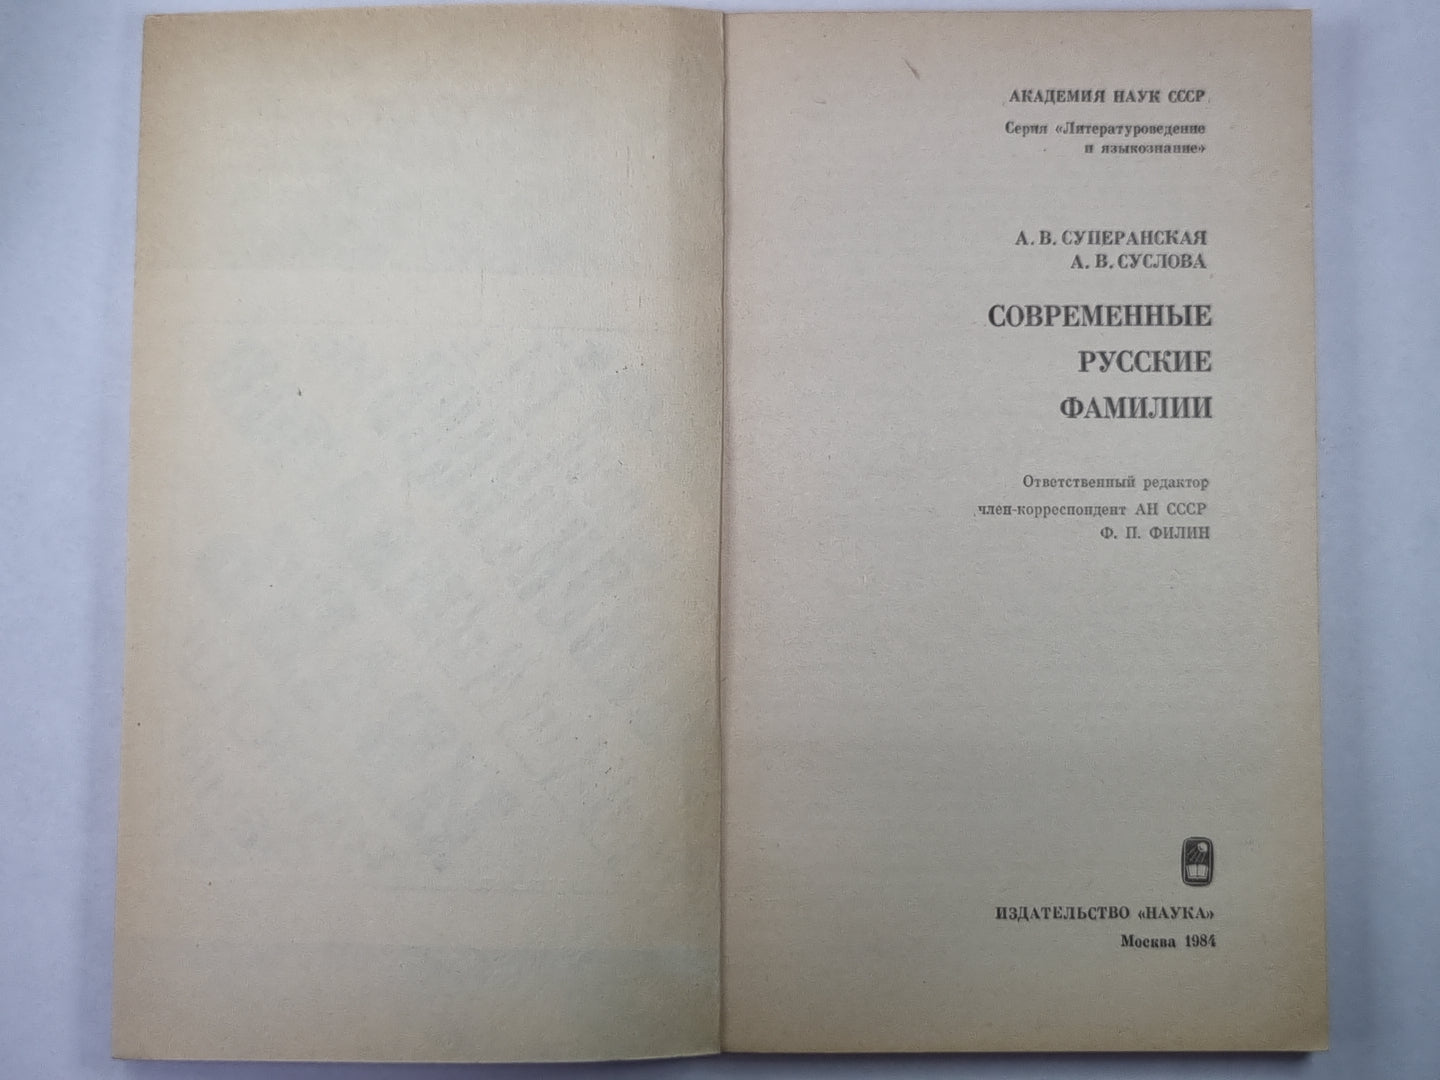 АКАДЕМИЯ НАУК СССР
Серия «Литературоведение
и языкознание»
А. В. СУПЕРАНСКАЯ
А. В. СУСЛОВА
СОВРЕМЕННЫЕ
РУССКИЕ
ФАМИЛИИ
Ответственный редактор
член-корреспондент АН СССР
Ф. П. ФИЛИН
ИЗДАТЕЛЬСТВО «НАУКА»
Москва 1984